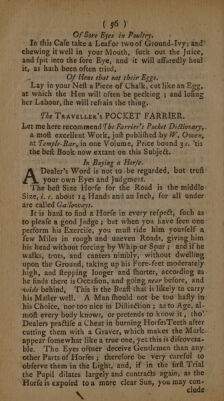 ( 56 )
Of Sore Eyes in Poultry.
In this Case take a Leaf or two of Ground-Ivy; and
chewing it well in your Mouth, suck out the Juice,
and spit into the sore Eye, and it will assuredly heal
it, as hath been often tried.
Of Hens that eat their Eggs.
Lay in your Nest a Piece of Chalk, cut like an Egg,
at which the Hen will often be pecking; and losing
her Labour, she will refrain the thing.
The TRAVELLER's POCKET FARRIER.
Let me here recommend The Farrier's Pocket Dictionary,
a most excellent Work, just published by W. Owen,
at Temple-Bar, in one Volume, Price bound 3s. 'tis
the best Book now extant on this Subject.
In Buying a Horse.
A Dealer's Word is not to be regarded, but trust
your own Eyes and Judgment.
The best Size Horse for the Road is the middle
Size, i. e. about 14 Hands and an Inch, for all under
are called Galloways.
It is hard to find a Horse in every respect, such as
to please a good Judge; but when you have seen one
perform his Exercise, you must ride him yourself a
few Miles in rough and uneven Roads, giving him
his head without forcing by Whip or Spur; and if he
walks, trots, and canters nimbly, without dwelling
upon the Ground, taking up his Fore-feet moderately
high, and stepping longer and shorter, according as
he finds there is Occasion, and going near before, and
wide behind, This is the Beast that is likely to carry
his Master well. A Man should not be too hasty in
his Choice, nor too nice in Distinction; as to Age, al-
most every body knows, or pretends to know it, tho'
Dealers practise a cheat in burning Horses Teeth after
cutting them with a Graver, which makes the Mark
appear somewhat like a true one, yet this is discovera-
ble. The Eyes oftner deceive Gentlemen than any
other Parts of Horses; therefore be very careful to
observe them in the Light, and, if in the first Trial
the Pupil dilates largely and contracts again, as the
Horse is exposed to a more clear Sun, you may con-
clude